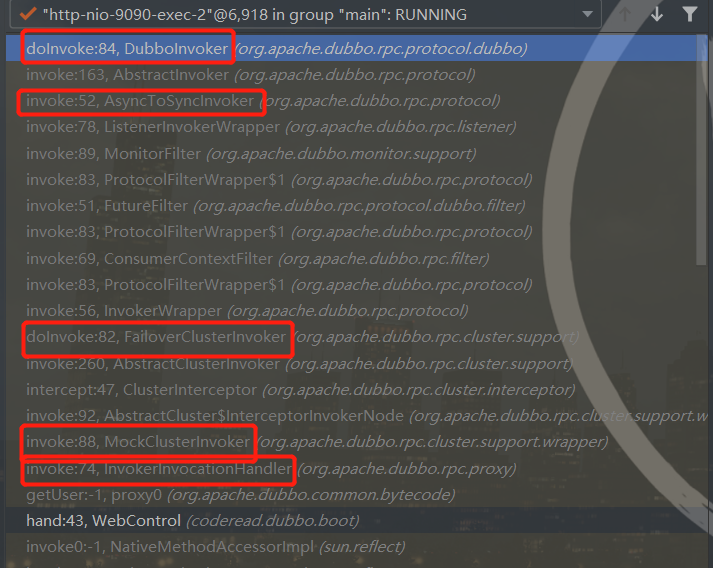 "http-nio-9090-exec-2"@6,918 in group "main": RUNNING
doInvoke:84, DubboInvoker (org.apache.dubbo.rpc.protocol.dubbo)
invoke:163, AbstractInvoker (org.apache.dubbo.rpc.protocol)
invoke:52, AsyncToSyncInvoker (org.apache.dubbo.rpc.protocol)
invoke:78, ListenerInvokerWrapper (org.apache.dubbo.rpc.listener)
invoke:89, MonitorFilter (org.apache.dubbo.monitor.support)
invoke:83, ProtocolFilterWrapper$1 (org.apache.dubbo.rpc.protocol)
invoke:51, FutureFilter (org.apache.dubbo.rpc.protocol.dubbo.filter)
invoke:83, ProtocolFilterWrapper$1 (org.apache.dubbo.rpc.protocol)
invoke:69, ConsumerContextFilter (org.apache.dubbo.rpc.filter)
invoke:83, ProtocolFilterWrapper$1 (org.apache.dubbo.rpc.protocol)
invoke:56, InvokerWrapper (org.apache.dubbo.rpc.protocol)
doInvoke:82, FailoverClusterInvoker (org.apache.dubbo.rpc.cluster.support)
invoke:260, AbstractClusterInvoker (org.apache.dubbo.rpc.cluster.support)
intercept:47, ClusterInterceptor (org.apache.dubbo.rpc.cluster.interceptor)
invoke:92, AbstractCluster$InterceptorInvokerNode (org.apache.dubbo.rpc.cluster.support.w
invoke:88, MockClusterInvoker (org.apache.dubbo.rpc.cluster.support.wrapper)
invoke:74, InvokerInvocationHandler (org.apache.dubbo.rpc.proxy)
getUser:-1, proxy0 (org.apache.dubbo.common.bytecode)
hand:43, WebControl (coderead.dubbo.boot)
invoke0:-1, NativeMethodAccessorImpl (sun.reflect)